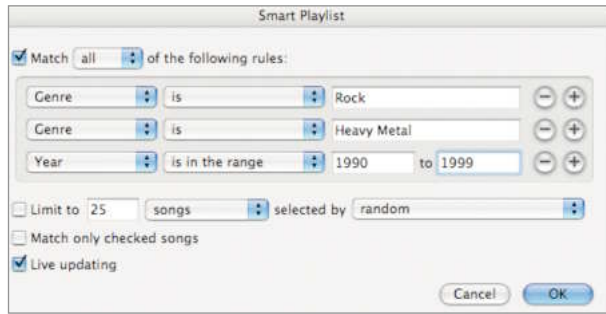 Smart Playlist
Match all of the following rules:
Genre is Rock
Genre is Heavy Metal
Year is in the range 1990 to 1999
Limit to 25 songs selected by random
Match only checked songs
Live updating
Cancel OK